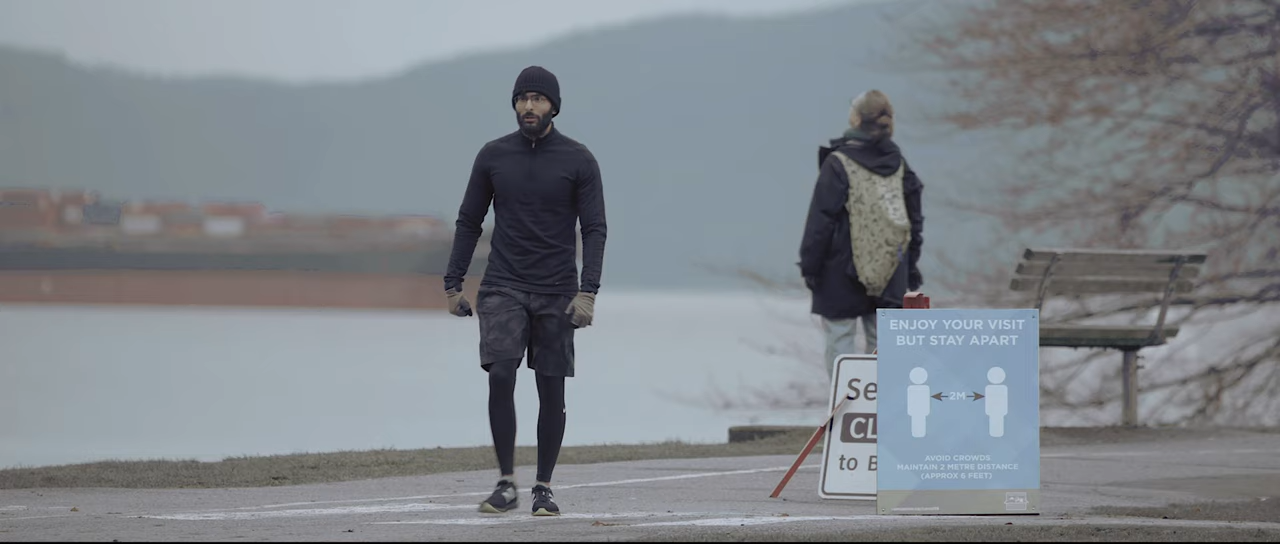 Se
CL
to B
ENJOY YOUR VISIT
BUT STAY APART
2M
AVOID CROWDS
MAINTAIN 2 METRE DISTANCE
(APPROX 6 FEET)